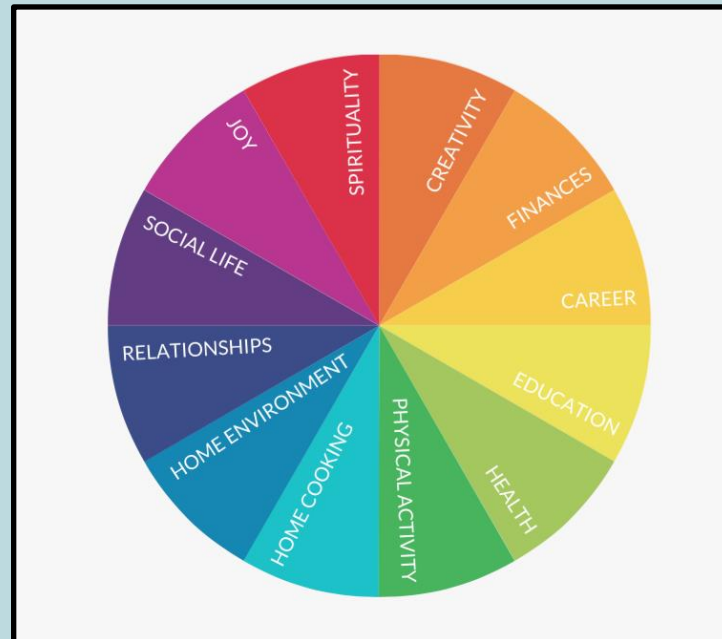 SPIRITUALITY
CREATIVITY
FINANCES
CAREER
EDUCATION
HEALTH
PHYSICAL ACTIVITY
HOME COOKING
HOME ENVIRONMENT
RELATIONSHIPS
SOCIAL LIFE
JOY